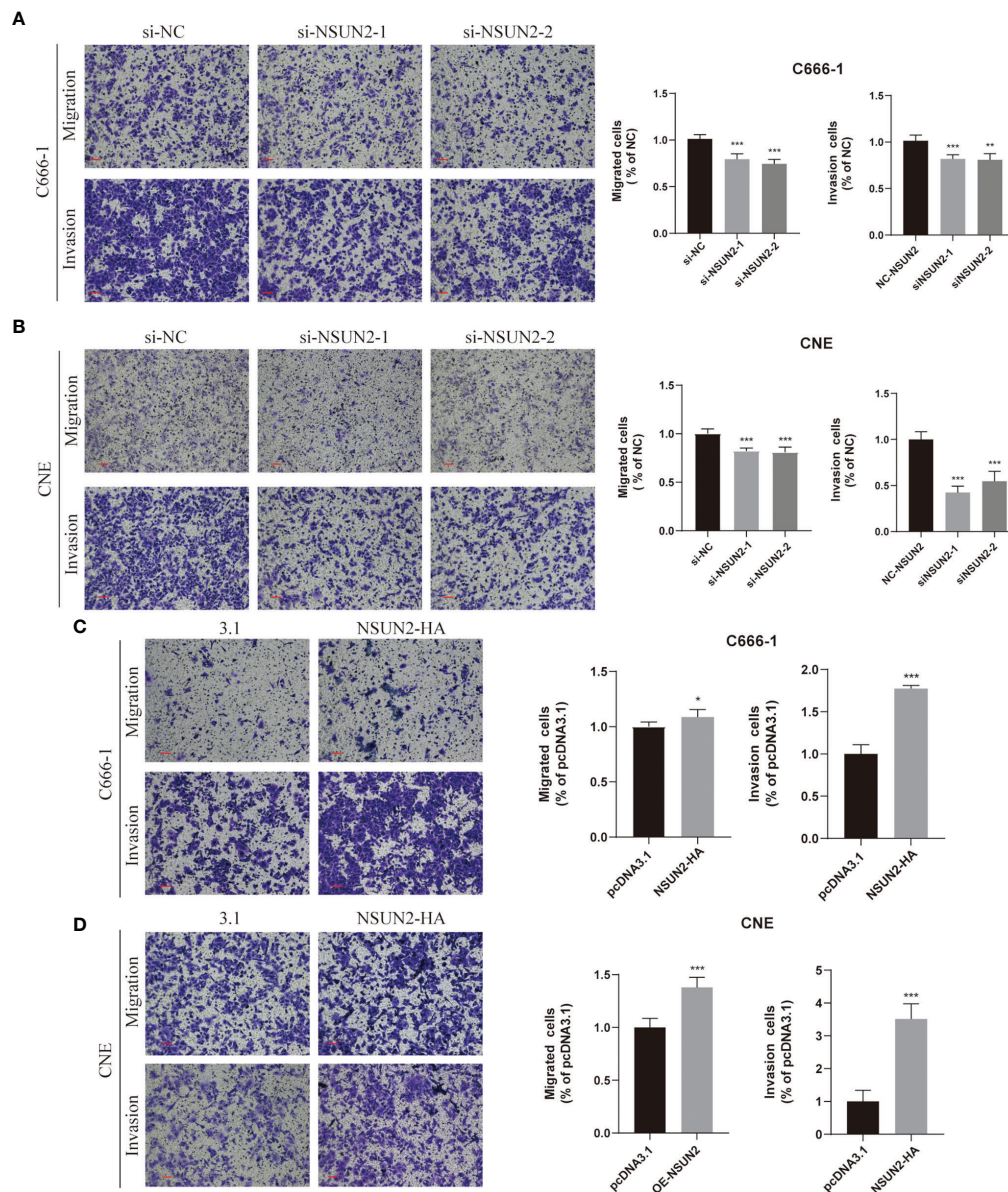 A
si-NC si-NSUN2-1 si-NSUN2-2
C666-1
Migration
Invasion
C666-1
Migrated cells
( % of NC)
1.5
1.0
0.5
0.0
***
***
si-NC
si-NSUN2-1
si-NSUN2-2
Invasion cells
(% of NC)
1.5
1.0
0.5
0.0
***
**
NC-NSUN2
siNSUN2-1
siNSUN2-2
B
si-NC si-NSUN2-1 si-NSUN2-2
CNE
Migration
Invasion
CNE
Migrated cells
( % of NC)
1.5
1.0
0.5
0.0
***
***
si-NC
si-NSUN2-1
si-NSUN2-2
Invasion cells
(% of NC)
1.5
1.0
0.5
0.0
***
***
NC-NSUN2
siNSUN2-1
siNSUN2-2
C
3.1 NSUN2-HA
C666-1
Migration
Invasion
C666-1
Migrated cells
(% of pcDNA3.1)
1.5
1.0
0.5
0.0
*
pcDNA3.1
NSUN2-HA
Invasion cells
(% of pcDNA3.1)
2.0
1.5
1.0
0.5
0.0
***
pcDNA3.1
NSUN2-HA
D
3.1 NSUN2-HA
CNE
Migration
Invasion
CNE
Migrated cells
(% of pcDNA3.1)
1.5
1.0
0.5
0.0
***
pcDNA3.1
OE-NSUN2
Invasion cells
(% of pcDNA3.1)
5
4
3
2
1
0
***
pcDNA3.1
NSUN2-HA